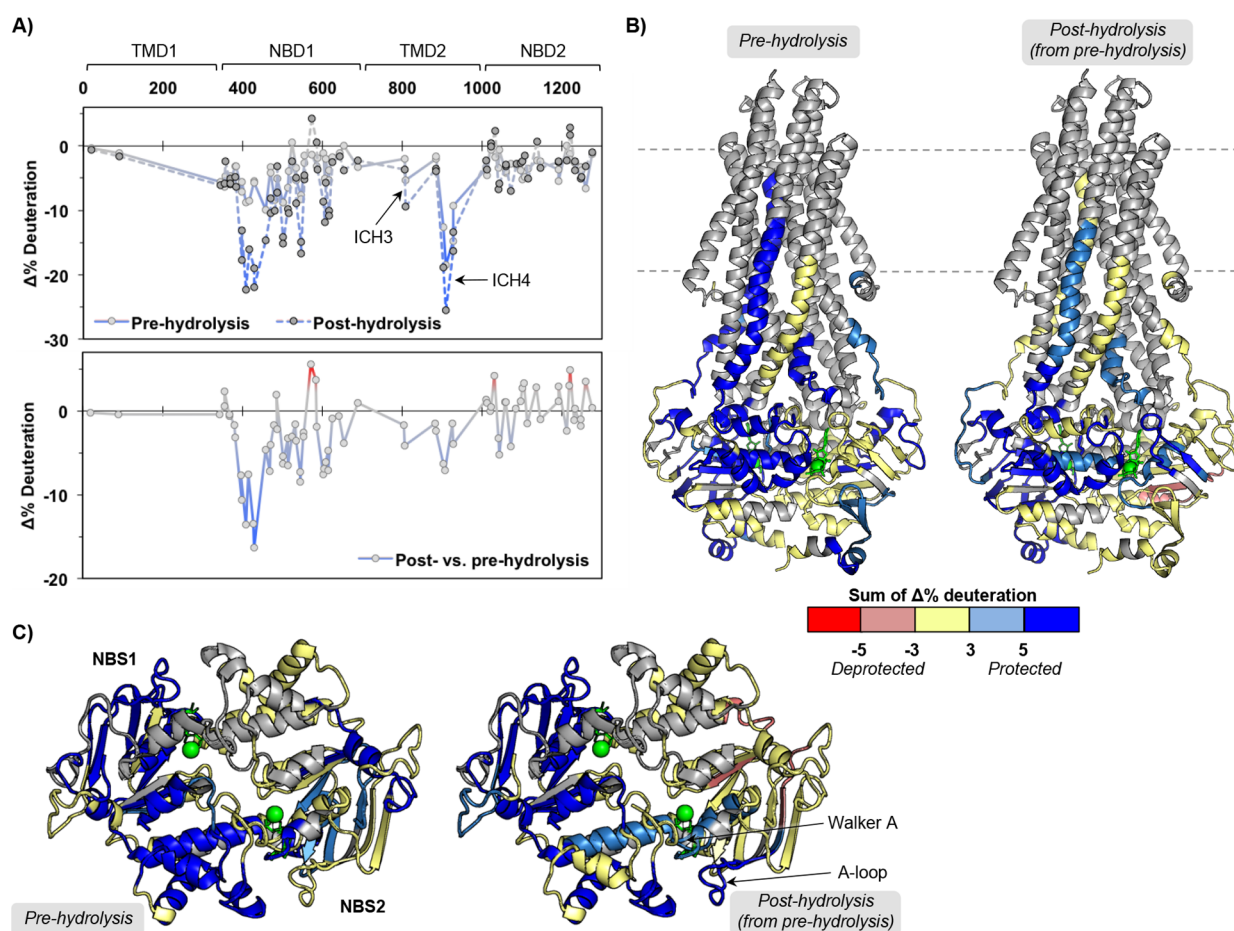 A)
TMD1 NBD1 TMD2 NBD2
0 200 400 600 800 1000 1200
0
-10
-20
-30
Δ% Deuteration
ICH3
ICH4
Pre-hydrolysis Post-hydrolysis
0
-10
-20
Δ% Deuteration
Post- vs. pre-hydrolysis
B)
Pre-hydrolysis
Post-hydrolysis
(from pre-hydrolysis)
Sum of Δ% deuteration
-5 -3 3 5
Deprotected Protected
C)
NBS1
NBS2
Pre-hydrolysis
Walker A
A-loop
Post-hydrolysis
(from pre-hydrolysis)